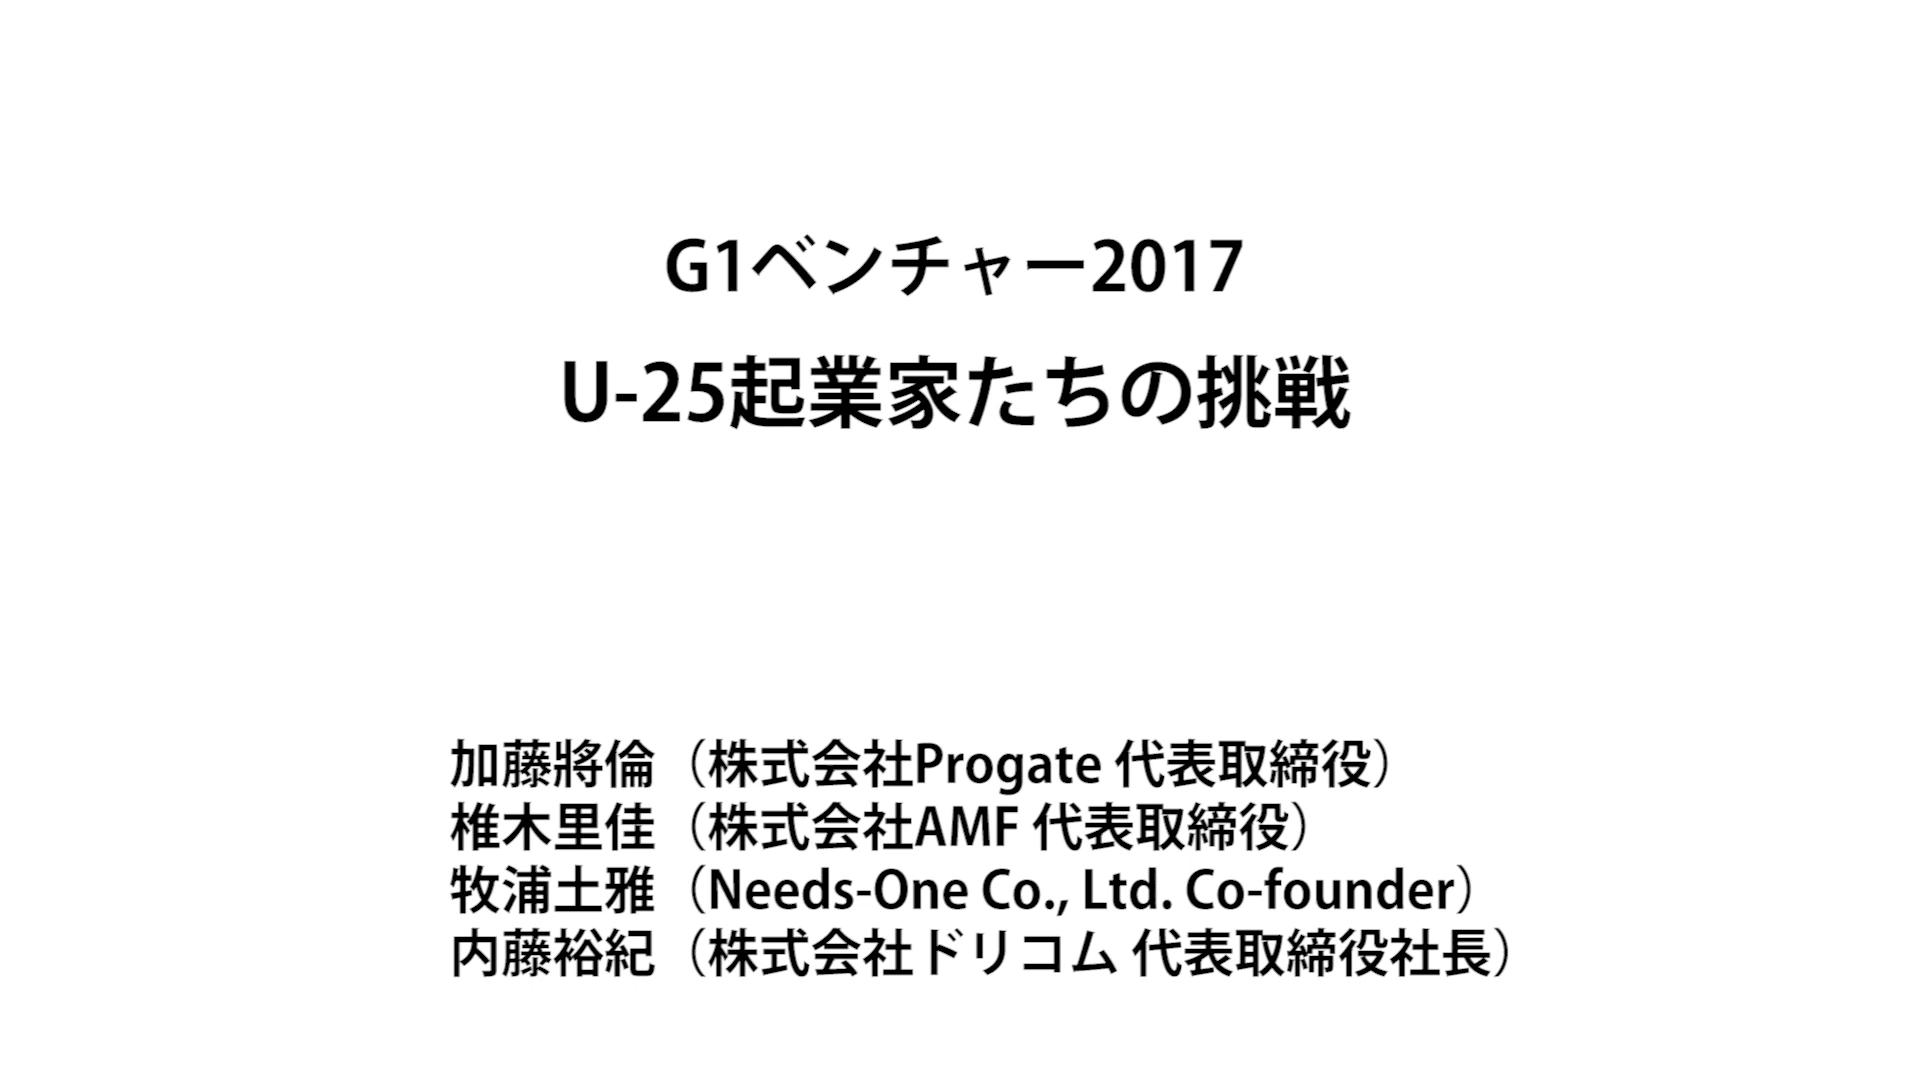 G1ベンチャー2017
U-25起業家たちの挑戦
加藤將倫（株式会社Progate 代表取締役）
椎木里佳（株式会社AMF 代表取締役）
牧浦土雅（Needs-One Co., Ltd. Co-founder）
内藤裕紀（株式会社ドリコム 代表取締役社長）